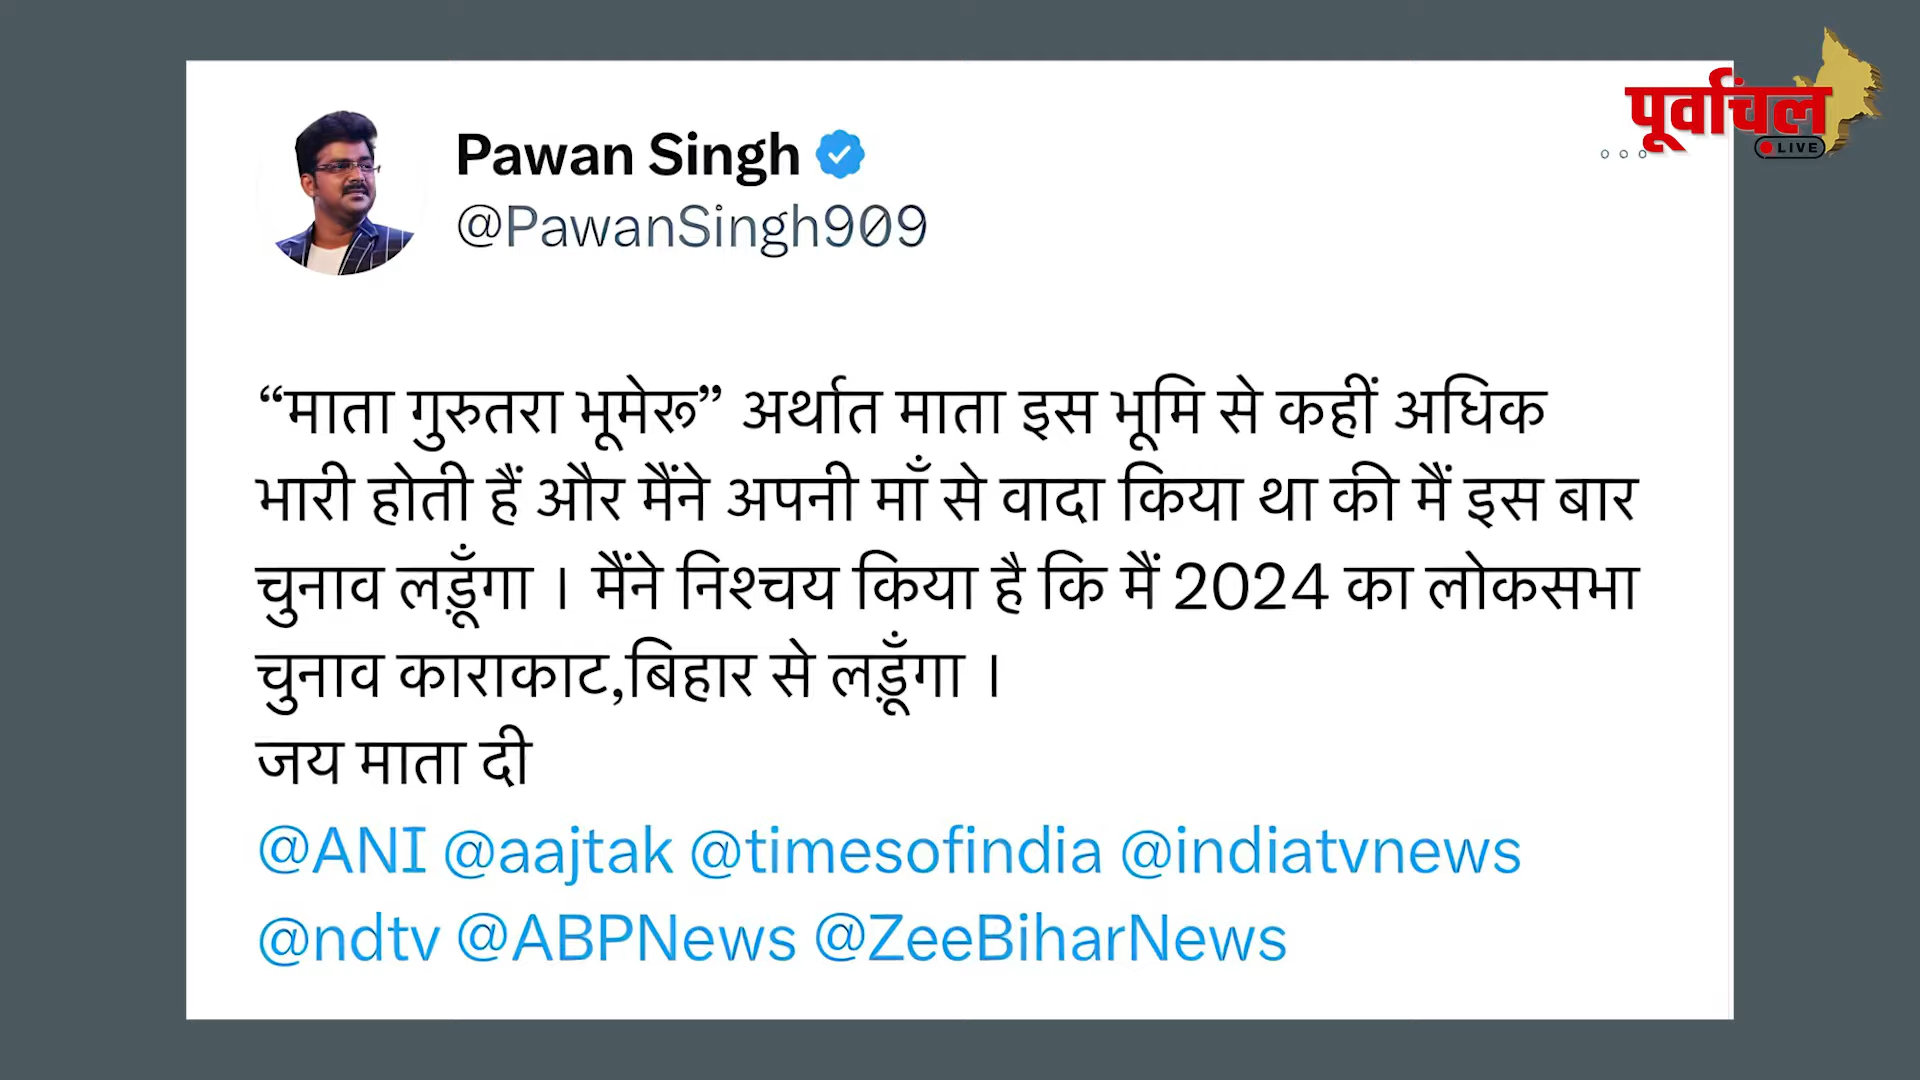 पूर्वांचल
LIVE
Pawan Singh
@PawanSingh909
“माता गुरुतरा भूमेरू” अर्थात माता इस भूमि से कहीं अधिक
भारी होती हैं और मैंने अपनी माँ से वादा किया था की मैं इस बार
चुनाव लड़ूँगा । मैंने निश्चय किया है कि मैं 2024 का लोकसभा
चुनाव काराकाट,बिहार से लड़ूँगा ।
जय माता दी
@ANI @aajtak @timesofindia @indiatvnews
@ndtv @ABPNews @ZeeBiharNews